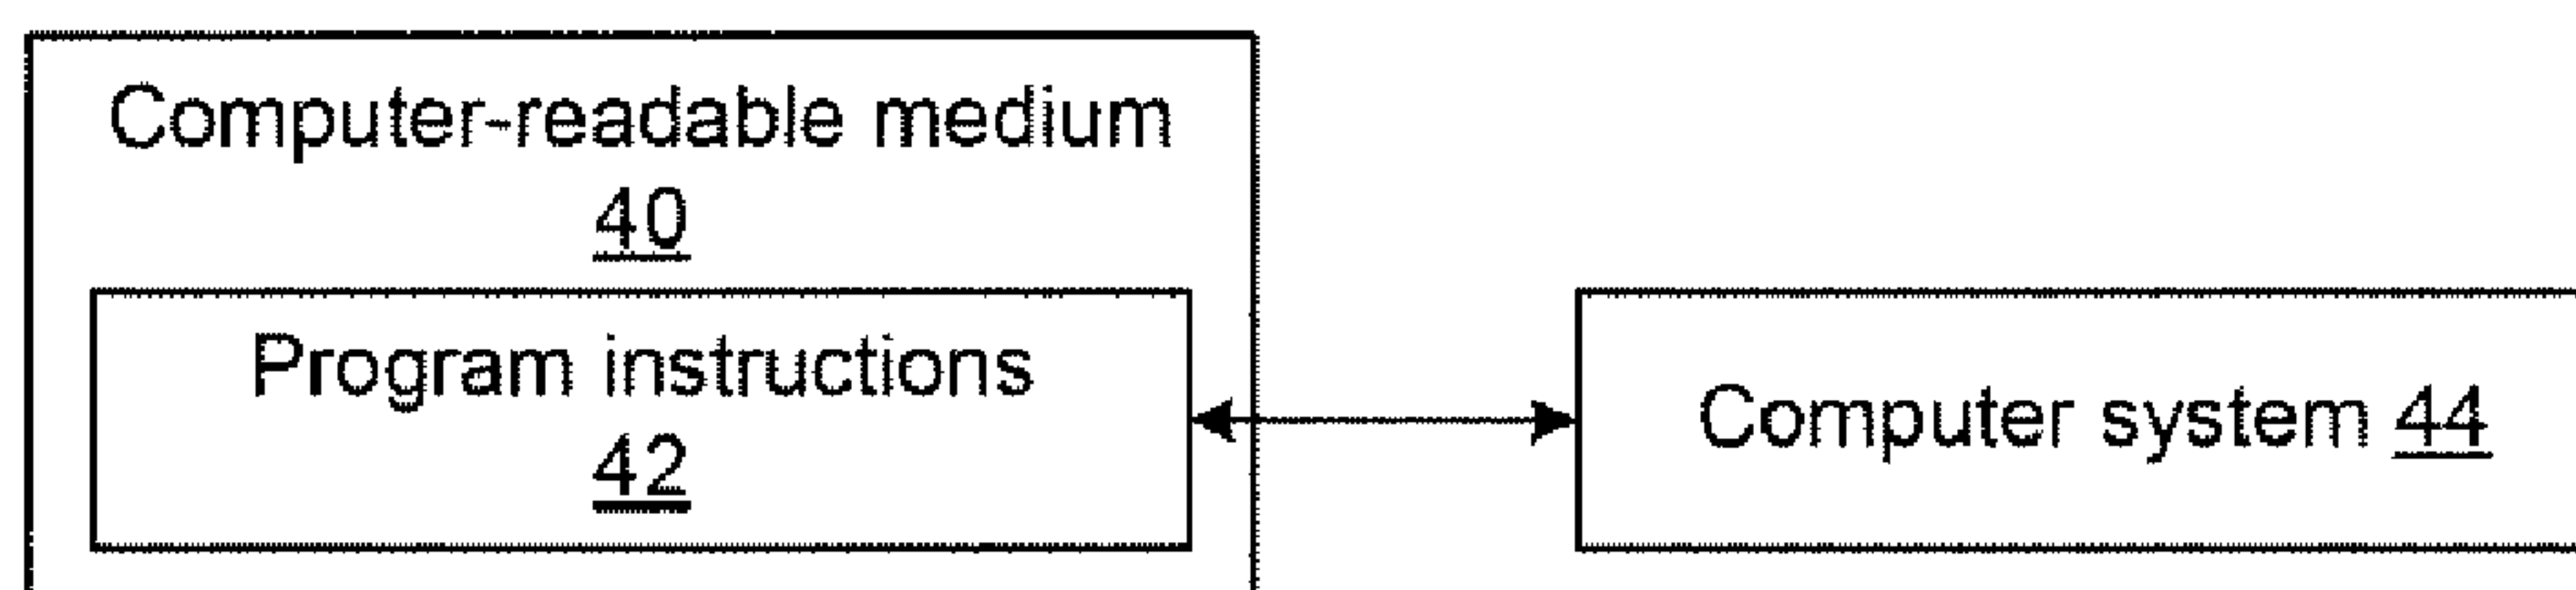 Computer-readable medium
40
Program instructions
42
Computer system 44